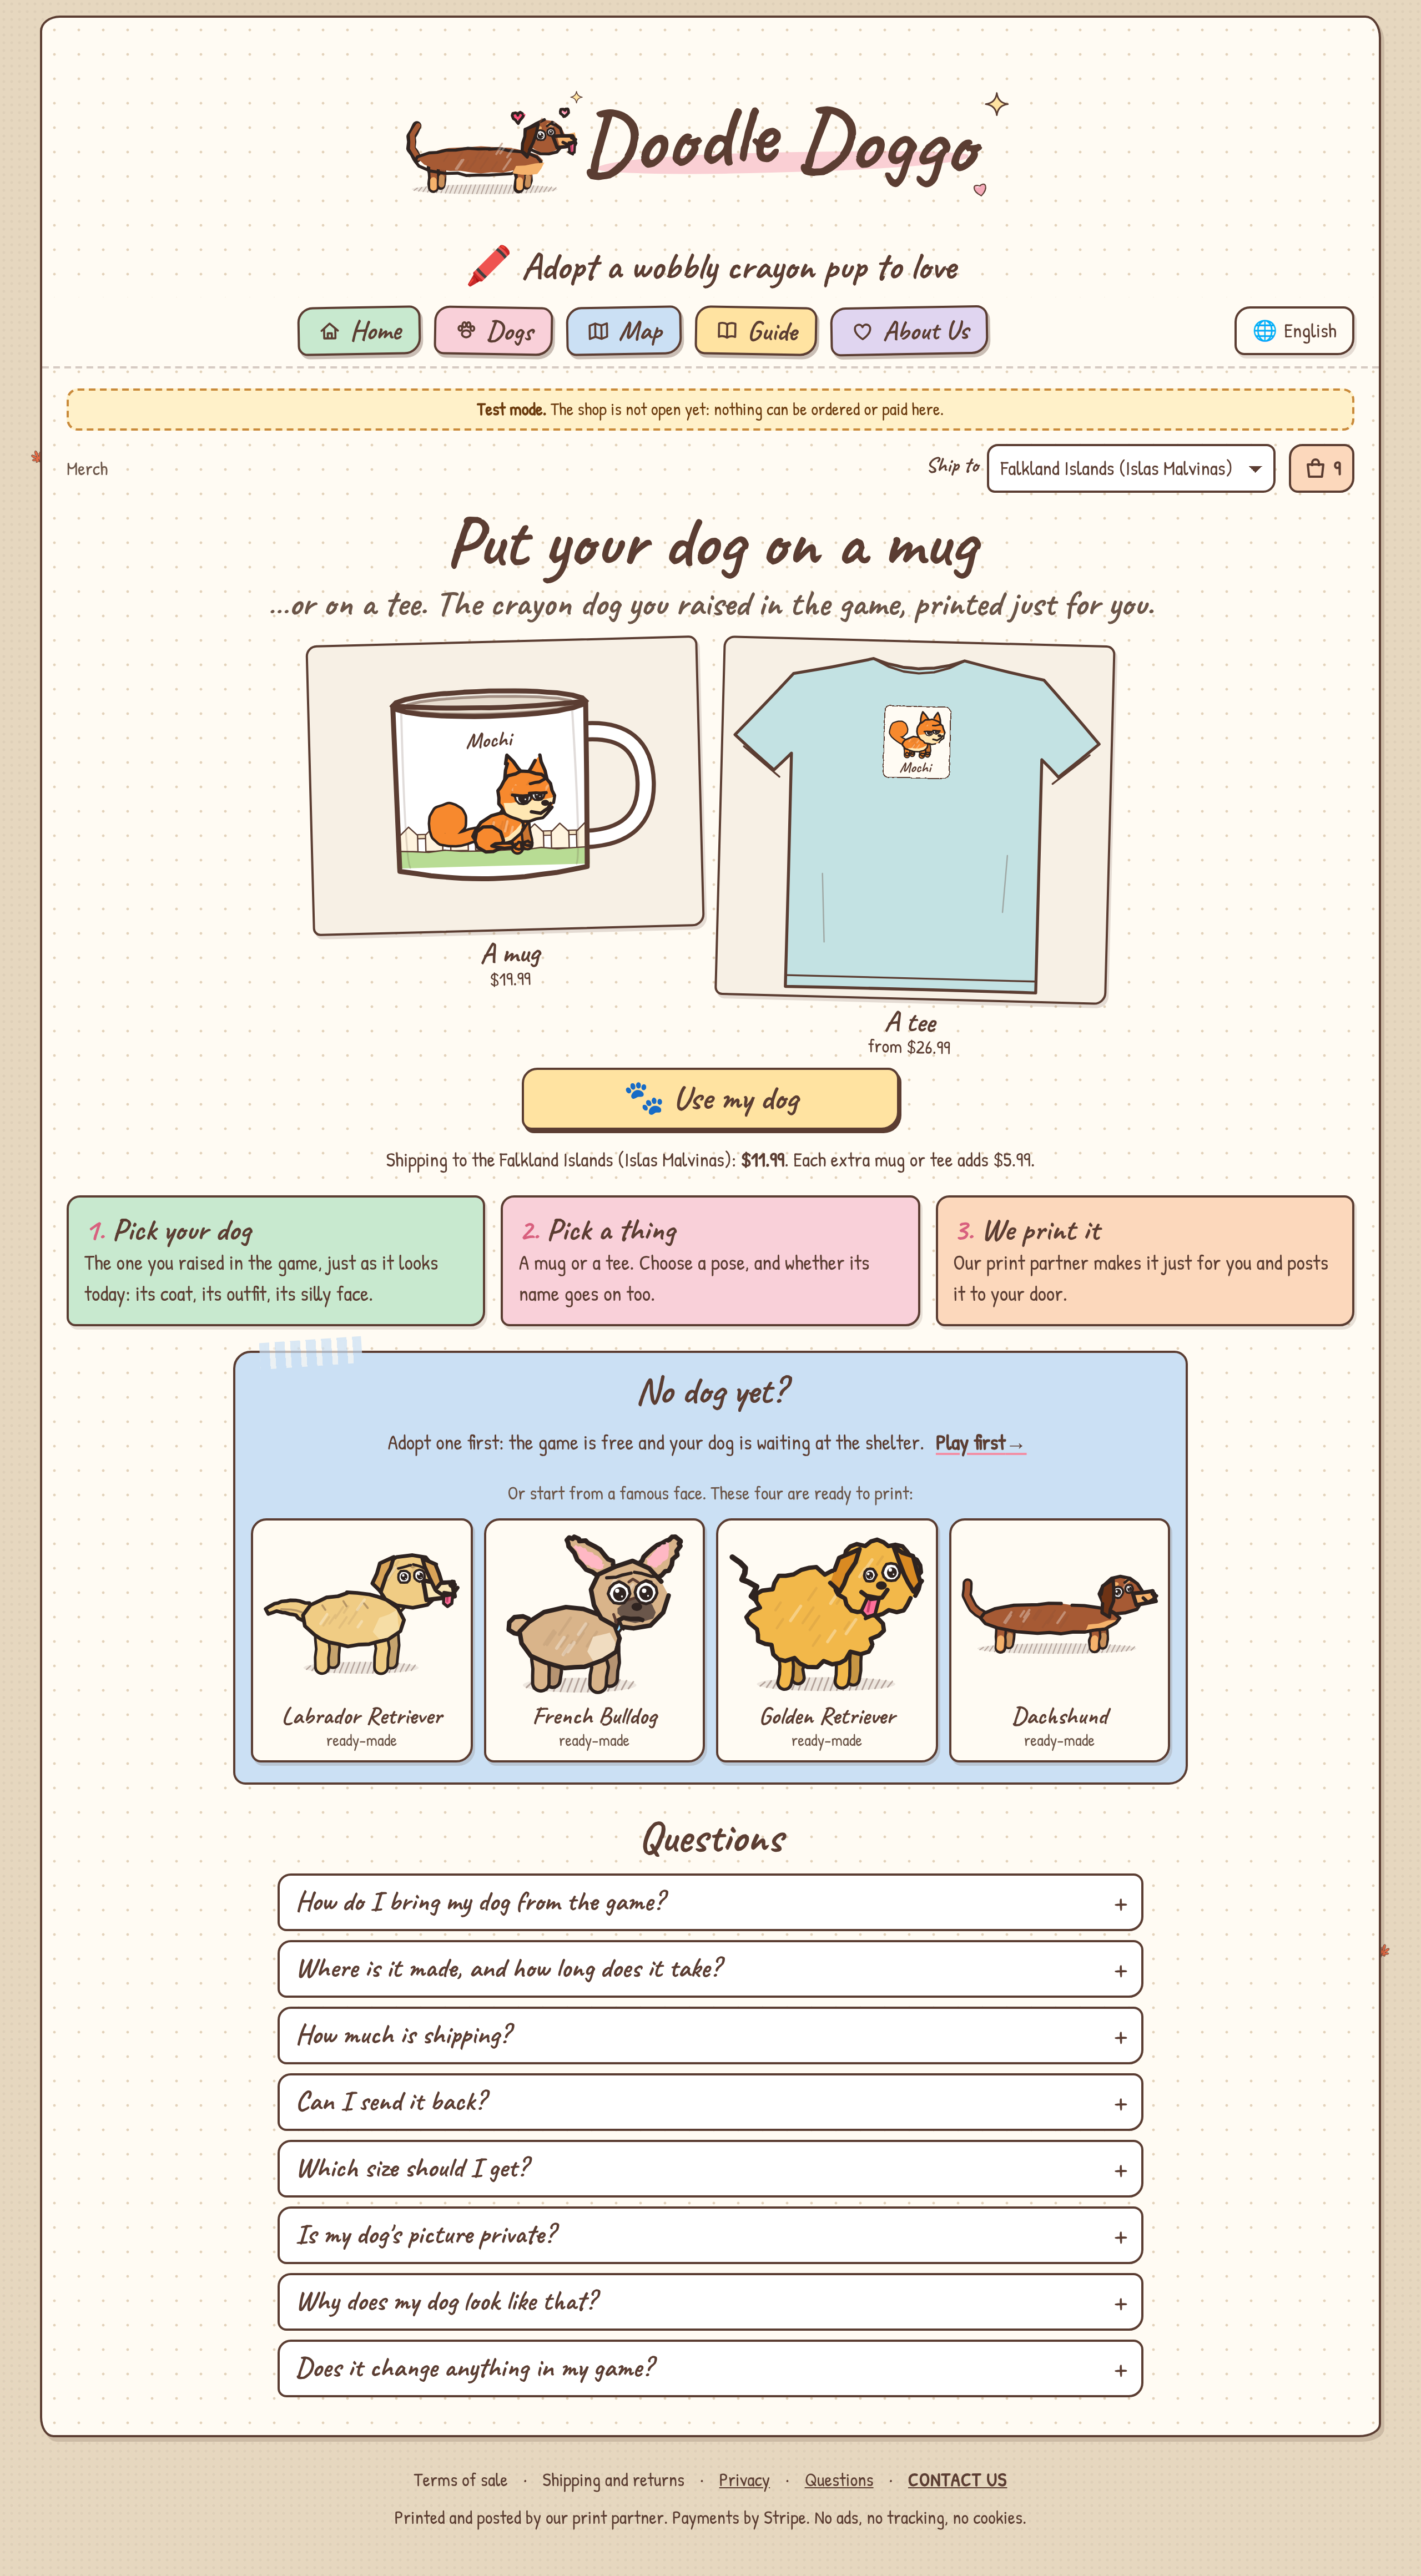 Doodle Doggo
Adopt a wobbly crayon pup to love
Home
Dogs
Map
Guide
About Us
English
Test mode. The shop is not open yet: nothing can be ordered or paid here.
Merch
Ship to
Falkland Islands (Islas Malvinas)
9
Put your dog on a mug
...or on a tee. The crayon dog you raised in the game, printed just for you.
Mochi
Mochi
A mug
$19.99
A tee
from $26.99
Use my dog
Shipping to the Falkland Islands (Islas Malvinas): $11.99. Each extra mug or tee adds $5.99.
1. Pick your dog
The one you raised in the game, just as it looks
today: its coat, its outfit, its silly face.
2. Pick a thing
A mug or a tee. Choose a pose, and whether its
name goes on too.
3. We print it
Our print partner makes it just for you and posts
it to your door.
No dog yet?
Adopt one first: the game is free and your dog is waiting at the shelter. Play first→
Or start from a famous face. These four are ready to print:
Labrador Retriever
ready-made
French Bulldog
ready-made
Golden Retriever
ready-made
Dachshund
ready-made
Questions
How do I bring my dog from the game? +
Where is it made, and how long does it take? +
How much is shipping? +
Can I send it back? +
Which size should I get? +
Is my dog's picture private? +
Why does my dog look like that? +
Does it change anything in my game? +
Terms of sale · Shipping and returns · Privacy · Questions · CONTACT US
Printed and posted by our print partner. Payments by Stripe. No ads, no tracking, no cookies.